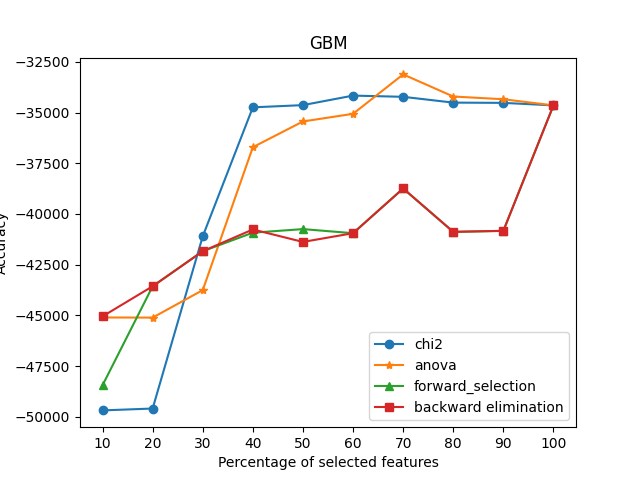 GBM
−32500
−35000
−37500
−40000
−42500
−45000
−47500
−50000
Accuracy
10 20 30 40 50 60 70 80 90 100
Percentage of selected features
chi2
anova
forward_selection
backward elimination